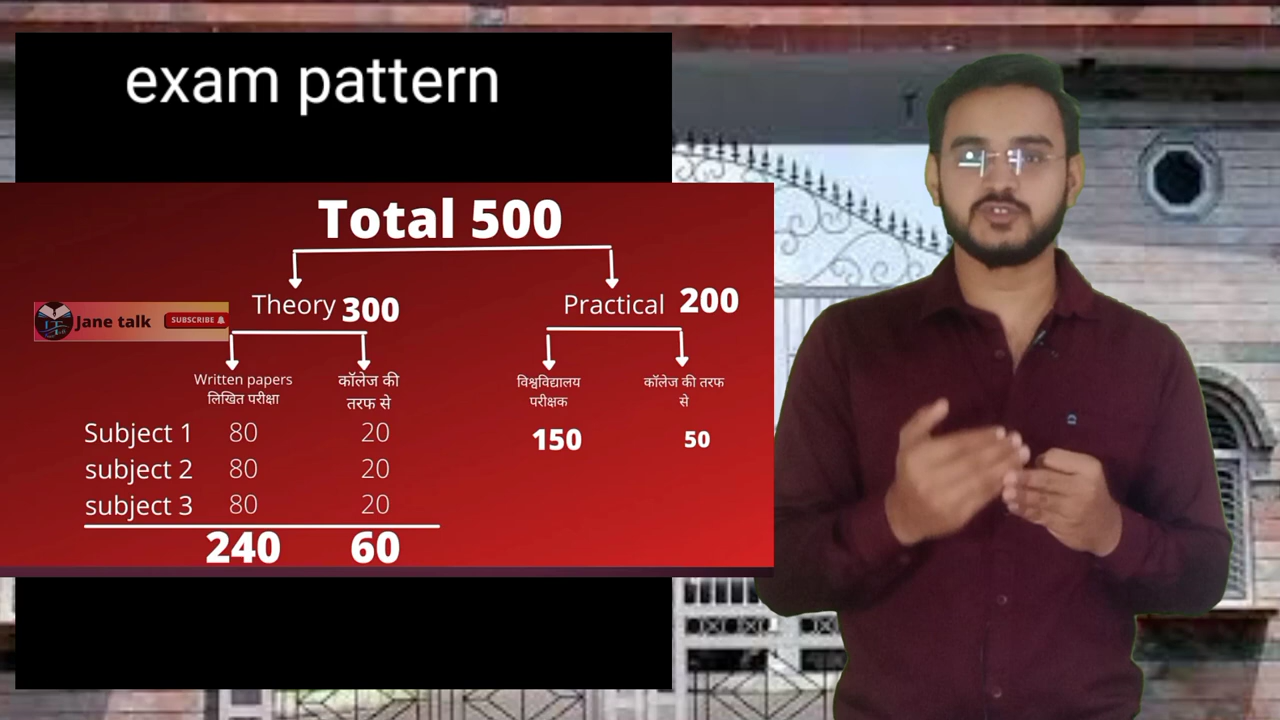 exam pattern
Total 500
Theory 300
Practical 200
Jane talk SUBSCRIBE
Written papers
लिखित परीक्षा
कॉलेज की
तरफ से
विश्वविद्यालय
परीक्षक
कॉलेज की तरफ
से
150
50
Subject 1 80 20
subject 2 80 20
subject 3 80 20
240 60